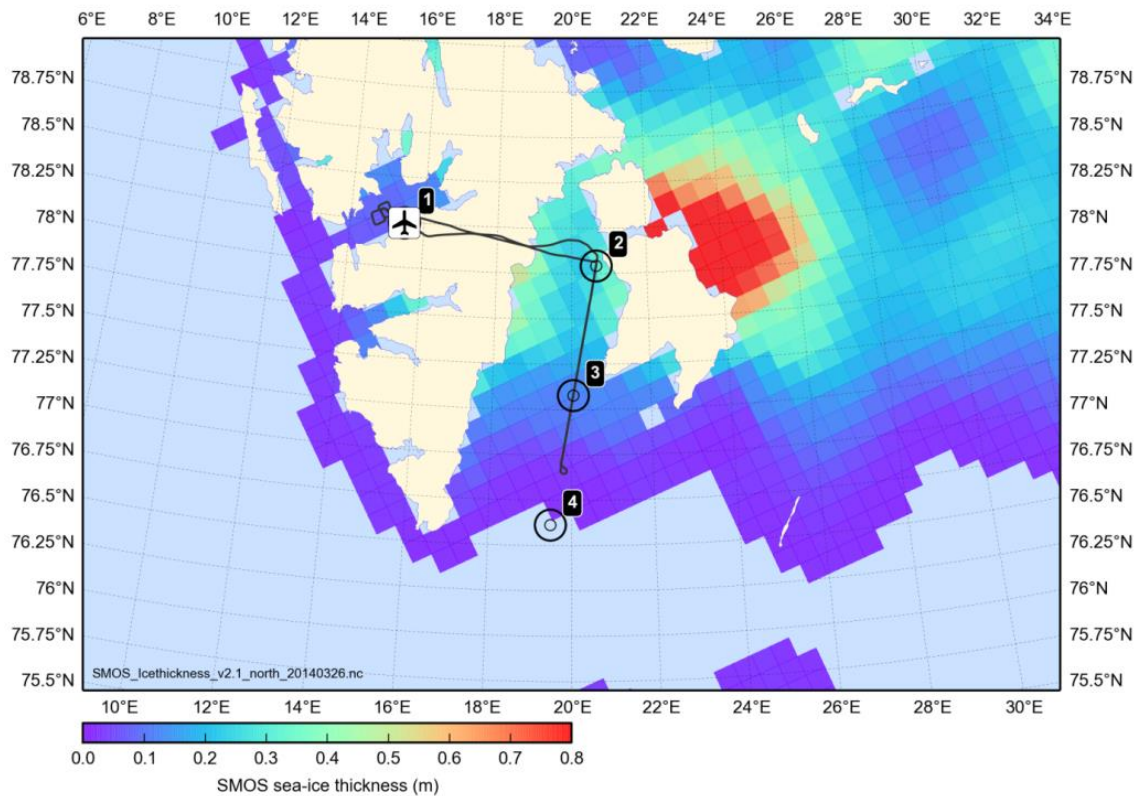 6°E 8°E 10°E 12°E 14°E 16°E 18°E 20°E 22°E 24°E 26°E 28°E 30°E 32°E 34°E
78.75°N 78.75°N
78.5°N 78.5°N
78.25°N 78.25°N
78°N 78°N
77.75°N 77.75°N
77.5°N 77.5°N
77.25°N 77.25°N
77°N 77°N
76.75°N 76.75°N
76.5°N 76.5°N
76.25°N 76.25°N
76°N 76°N
75.75°N 75.75°N
75.5°N 75.5°N
1
2
3
4
SMOS_Icethickness_v2.1_north_20140326.nc
10°E 12°E 14°E 16°E 18°E 20°E 22°E 24°E 26°E 28°E 30°E
0.0 0.1 0.2 0.3 0.4 0.5 0.6 0.7 0.8
SMOS sea-ice thickness (m)